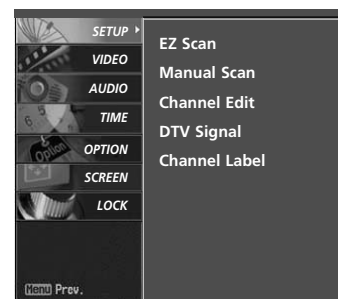 SETUP
VIDEO
AUDIO
TIME
OPTION
SCREEN
LOCK
Option
Menu Prev.
EZ Scan
Manual Scan
Channel Edit
DTV Signal
Channel Label